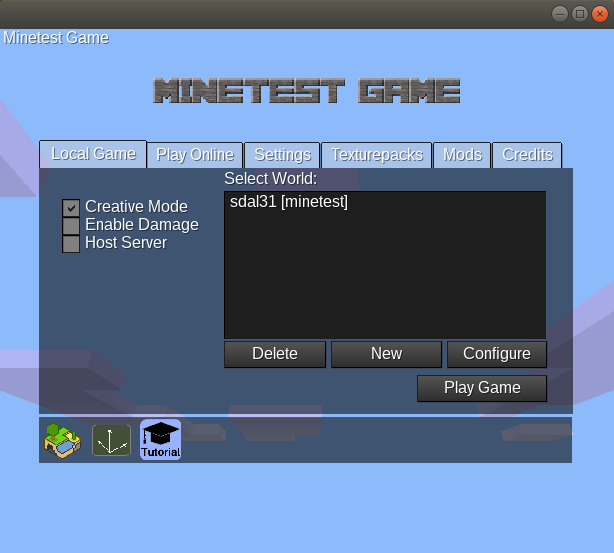 Minetest Game
MINETEST GAME
Local Game Play Online Settings Texturepacks Mods Credits
Select World:
Creative Mode
Enable Damage
Host Server
sdal31 [minetest]
Delete New Configure
Play Game
Tutorial